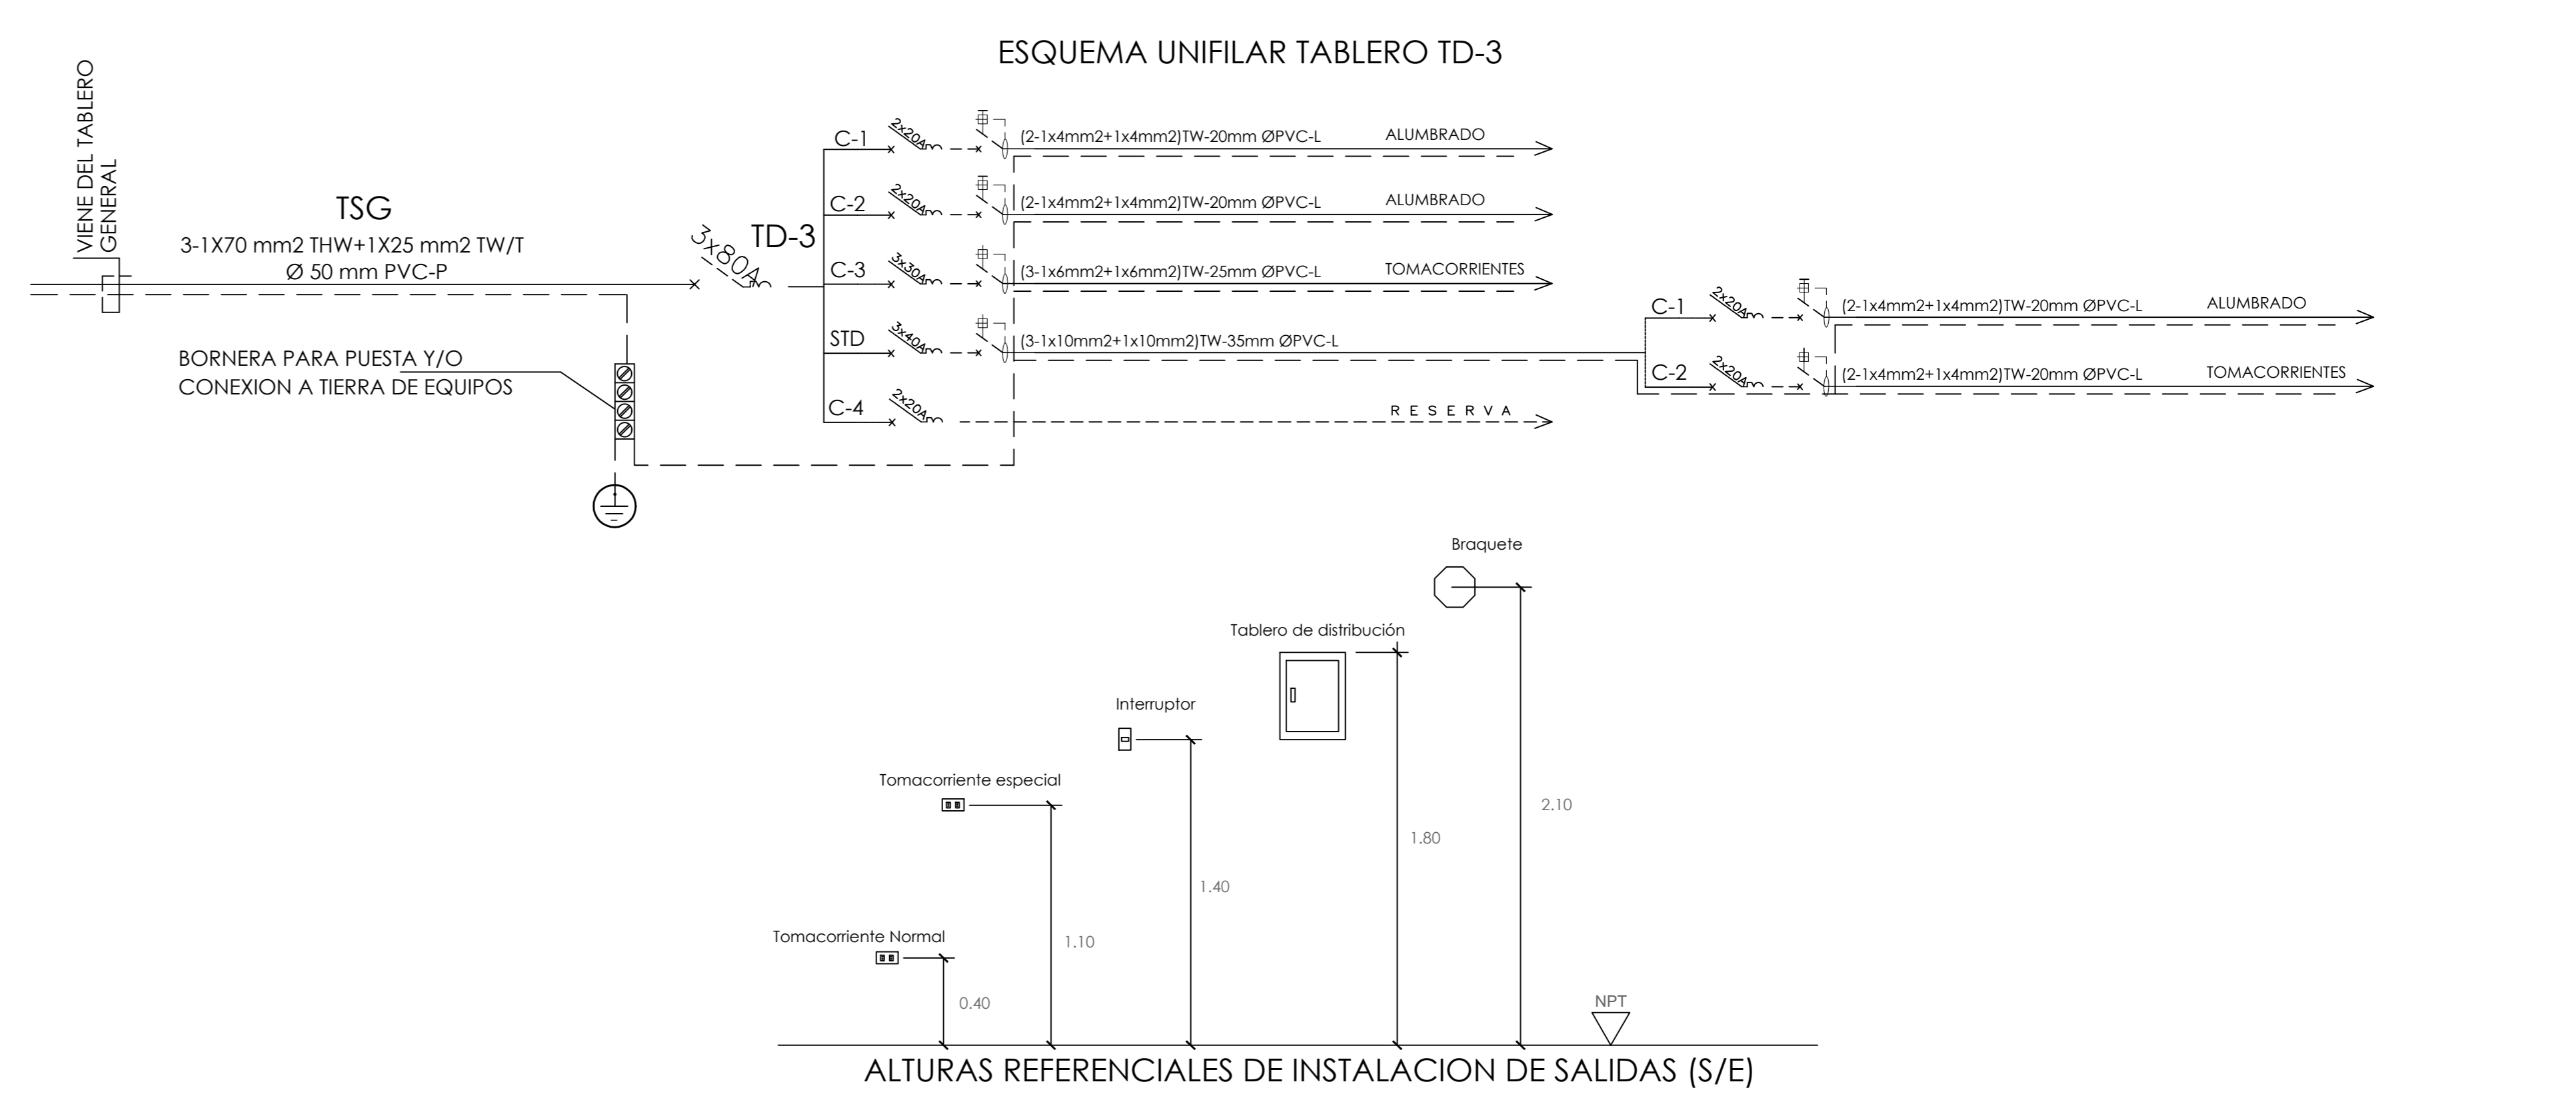 ESQUEMA UNIFILAR TABLERO TD-3
VIENE DEL TABLERO
GENERAL
TSG
3-1X70 mm2 THW+1X25 mm2 TW/T
Ø 50 mm PVC-P
BORNERA PARA PUESTA Y/O
CONEXION A TIERRA DE EQUIPOS
3x80A
TD-3
C-1
2x20A
(2-1x4mm2+1x4mm2)TW-20mm ØPVC-L
ALUMBRADO
C-2
2x20A
(2-1x4mm2+1x4mm2)TW-20mm ØPVC-L
ALUMBRADO
C-3
3x30A
(3-1x6mm2+1x6mm2)TW-25mm ØPVC-L
TOMACORRIENTES
STD
3x40A
(3-1x10mm2+1x10mm2)TW-35mm ØPVC-L
C-4
2x20A
RESERVA
C-1
2x20A
(2-1x4mm2+1x4mm2)TW-20mm ØPVC-L
ALUMBRADO
C-2
2x20A
(2-1x4mm2+1x4mm2)TW-20mm ØPVC-L
TOMACORRIENTES
Braquete
Tablero de distribución
Interruptor
Tomacorriente especial
Tomacorriente Normal
2.10
1.80
1.40
1.10
0.40
NPT
ALTURAS REFERENCIALES DE INSTALACION DE SALIDAS (S/E)